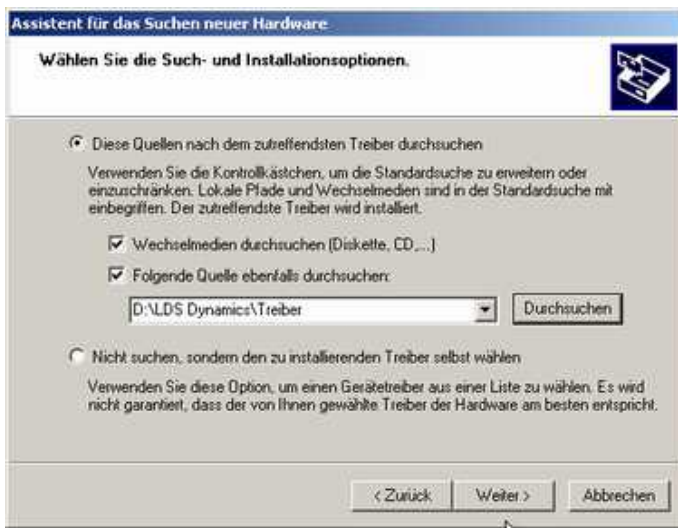 Assistent für das Suchen neuer Hardware
Wählen Sie die Such- und Installationsoptionen.
Diese Quellen nach dem zutreffendsten Treiber durchsuchen
Verwenden Sie die Kontrollkästchen, um die Standardsuche zu erweitern oder
einzuschränken. Lokale Pfade und Wechselmedien sind in der Standardsuche mit
einbegriffen. Der zutreffendste Treiber wird installiert.
Wechselmedien durchsuchen (Diskette, CD,...)
Folgende Quelle ebenfalls durchsuchen:
D:\LDS Dynamics\Treiber
Durchsuchen
Nicht suchen, sondern den zu installierenden Treiber selbst wählen
Verwenden Sie diese Option, um einen Gerätetreiber aus einer Liste zu wählen. Es wird
nicht garantiert, dass der von Ihnen gewählte Treiber der Hardware am besten entspricht.
< Zurück Weiter > Abbrechen